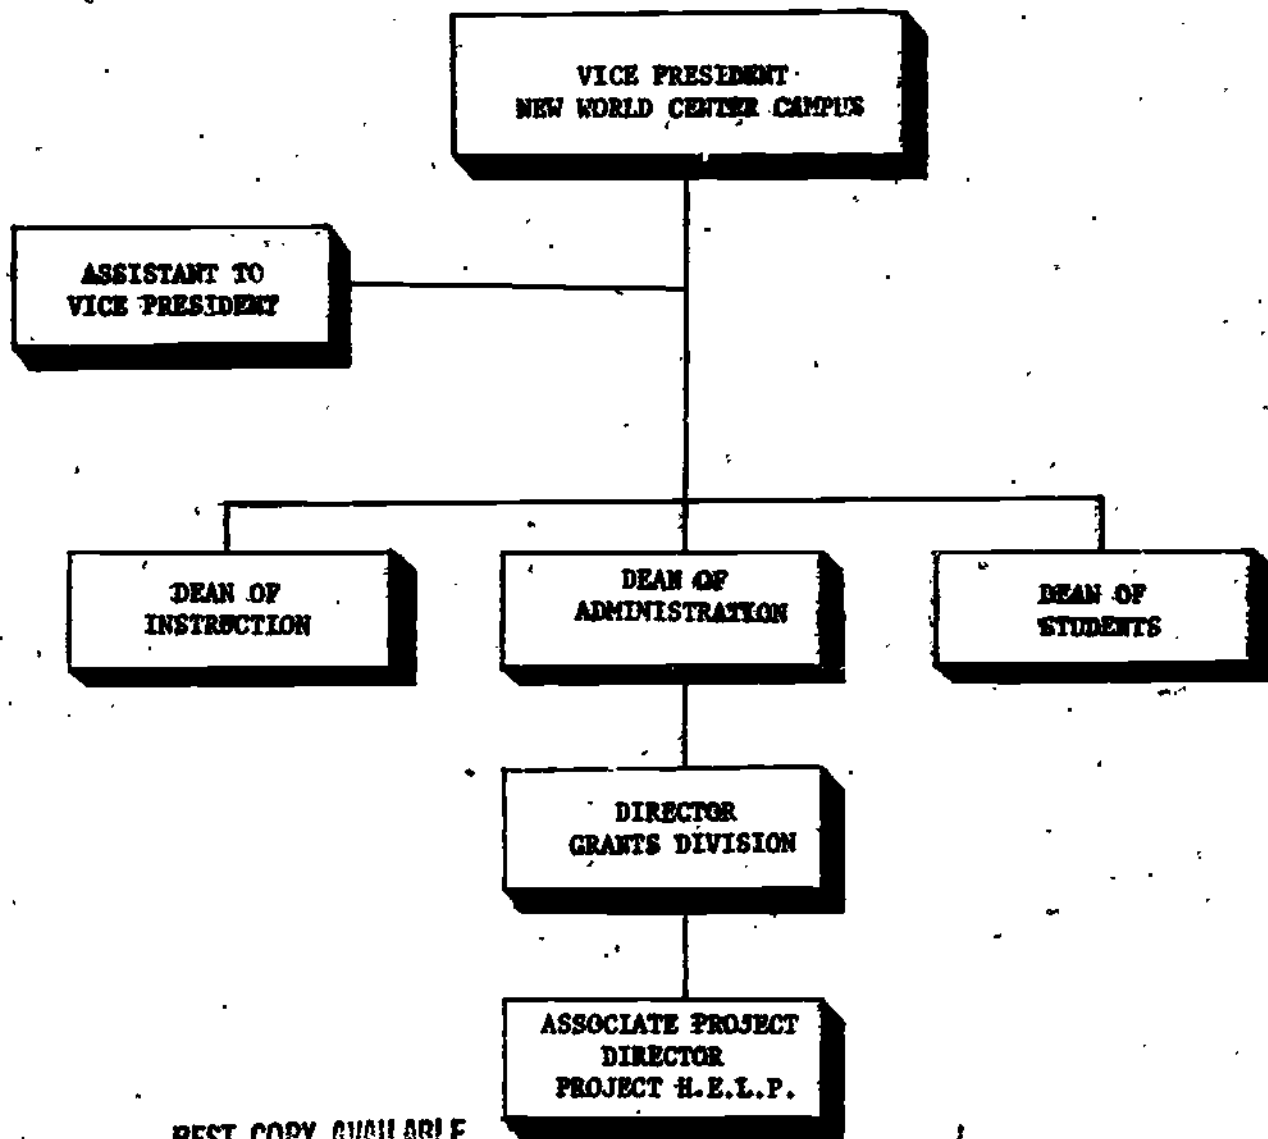 VICE PRESIDENT
NEW WORLD CENTER CAMPUS
ASSISTANT TO
VICE PRESIDENT
DEAN OF
INSTRUCTION
DEAN OF
ADMINISTRATION
DEAN OF
STUDENTS
DIRECTOR
GRANTS DIVISION
ASSOCIATE PROJECT
DIRECTOR
PROJECT H.E.L.P.
BEST COPY AVAILABLE